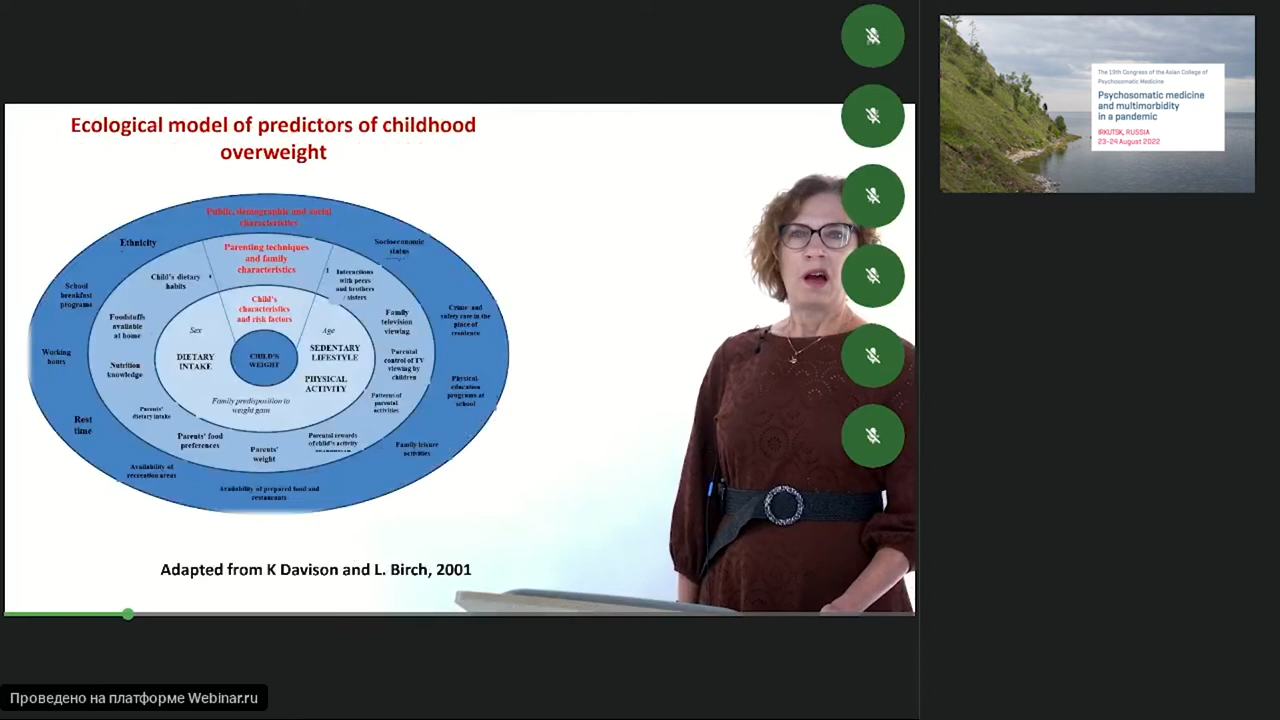 Ecological model of predictors of childhood
overweight
Public, demographic and social
characteristics
Ethnicity
Socioeconomic
status
Parenting techniques
and family
characteristics
Child's dietary
habits
Interactions
with peers
and brothers
/ sisters
School
breakfast
programs
Child's
characteristics
and risk factors
Foodstuffs
available
at home
Family
television
viewing
Crime and
safety rate in the
place of
residence
Sex
Age
Working
hours
DIETARY
INTAKE
CHILD'S
WEIGHT
SEDENTARY
LIFESTYLE
Nutrition
knowledge
Parental
control of TV
viewing by
children
PHYSICAL
ACTIVITY
Physical-
education
programs at
school
Family predisposition to
weight gain
Patterns of
parental
activities
Rest
time
Parents'
dietary intake
Parents' food
preferences
Parents'
weight
Parental rewards
of child's activity
Family leisure
activities
Availability of
recreation areas
Availability of prepared food and
restaurants
Adapted from K Davison and L. Birch, 2001
The 19th Congress of the Asian College of
Psychosomatic Medicine
Psychosomatic medicine
and multimorbidity
in a pandemic
IRKUTSK, RUSSIA
23-24 August 2022
Проведено на платформе Webinar.ru